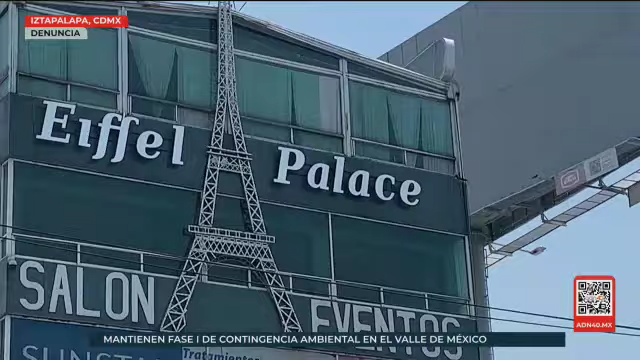 IZTAPALAPA, CDMX
DENUNCIA
Eiffel Palace
SALON EVENTOS
MANTIENEN FASE I DE CONTINGENCIA AMBIENTAL EN EL VALLE DE MÉXICO
Tratamientos
ADN40.MX